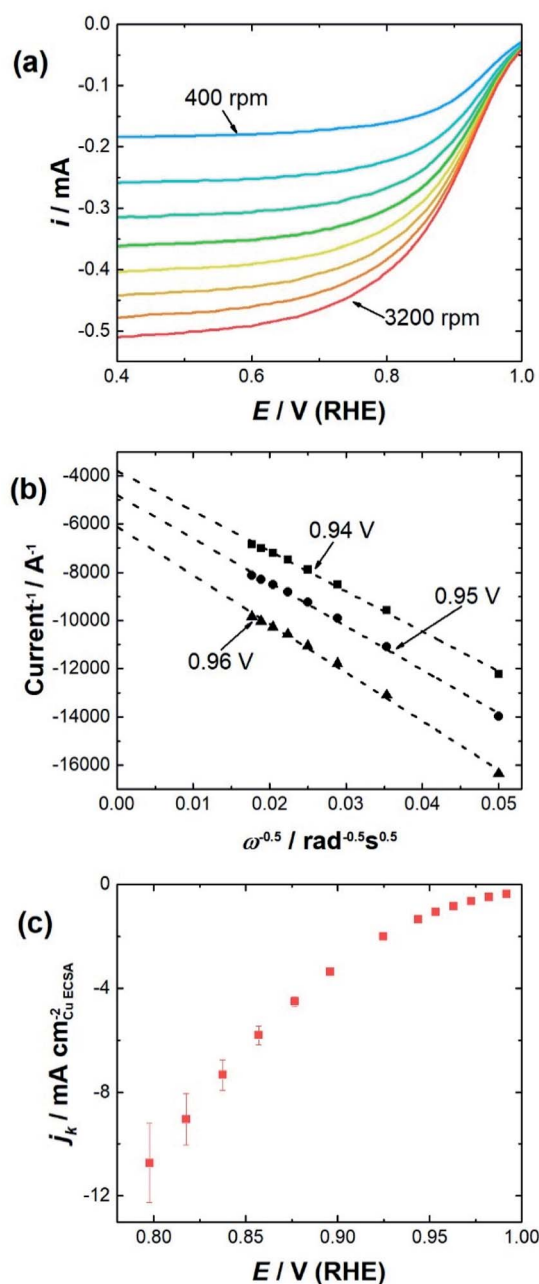 (a)
0.0
-0.1
-0.2
-0.3
-0.4
-0.5
i / mA
400 rpm
3200 rpm
0.4
0.6
0.8
1.0
E / V (RHE)
(b)
-4000
-6000
-8000
-10000
-12000
-14000
-16000
Current⁻¹ / A⁻¹
0.94 V
0.95 V
0.96 V
0.00
0.01
0.02
0.03
0.04
0.05
ω⁻⁰·⁵ / rad⁻⁰·⁵s⁰·⁵
(c)
0
-4
-8
-12
jₖ / mA cm⁻² Cu ECSA
0.80
0.85
0.90
0.95
1.00
E / V (RHE)